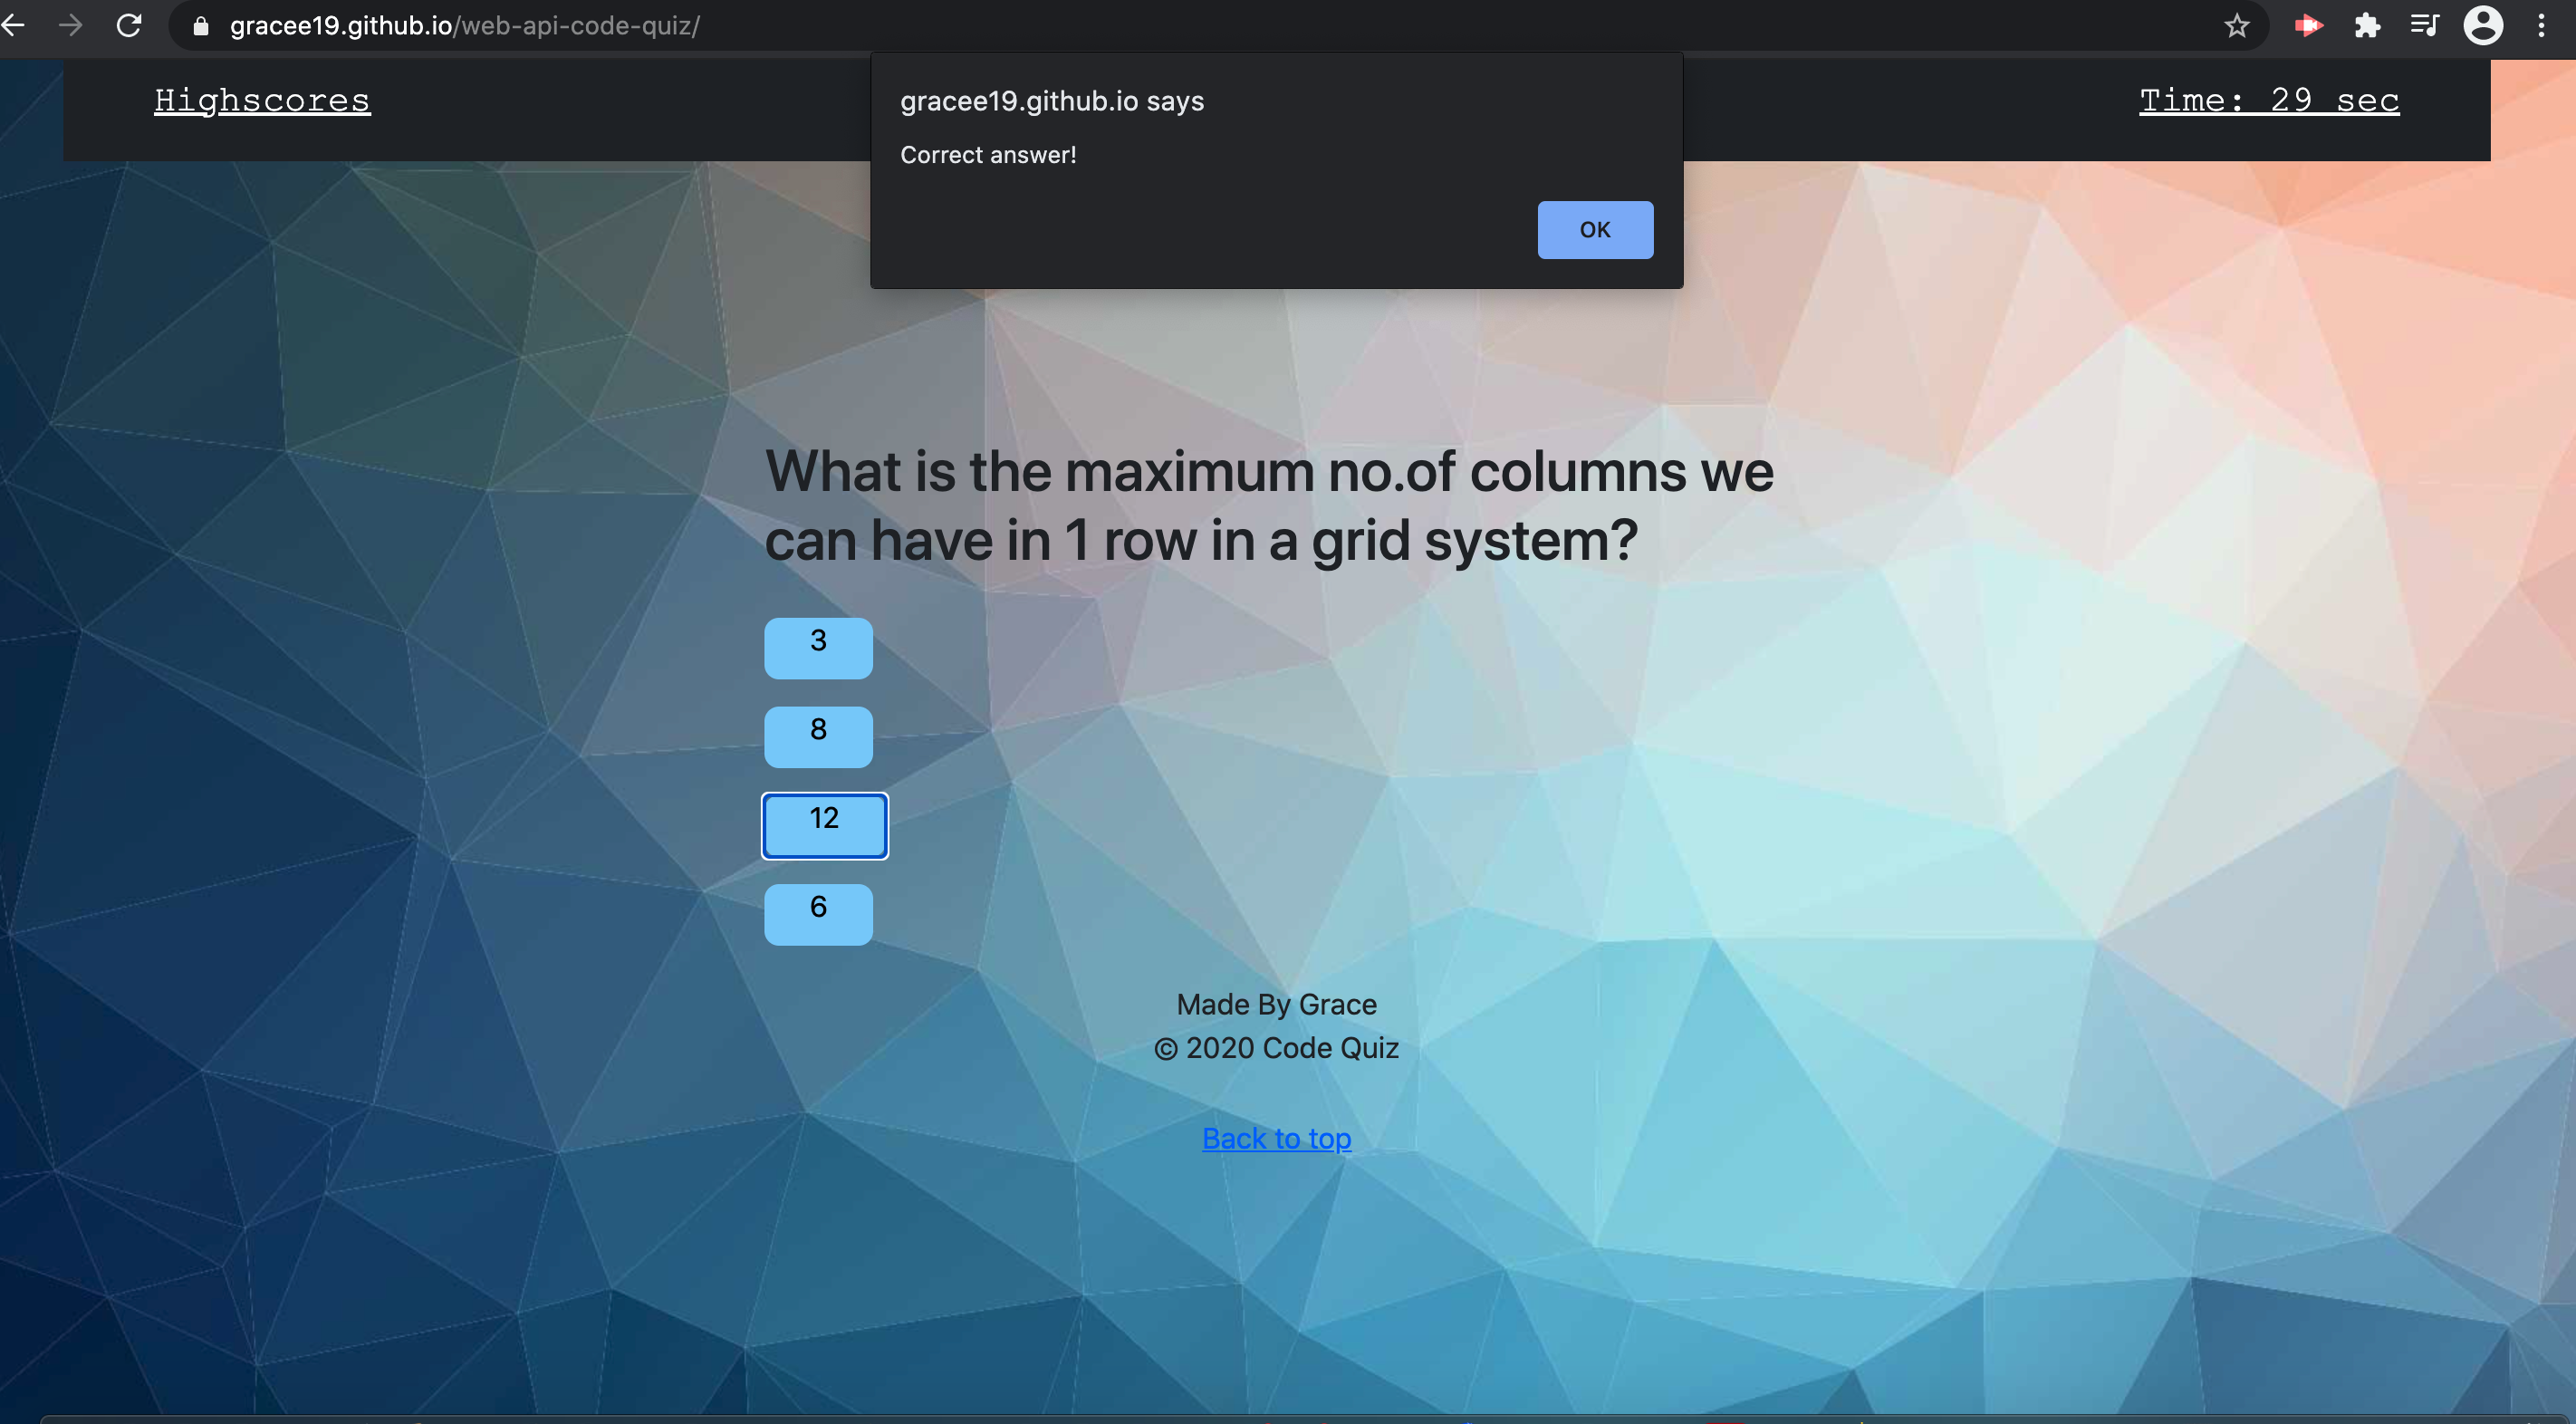 gracee19.github.io/web-api-code-quiz/
Highscores
gracee19.github.io says
Time: 29 sec
Correct answer!
OK
What is the maximum no.of columns we
can have in 1 row in a grid system?
3
8
12
6
Made By Grace
© 2020 Code Quiz
Back to top